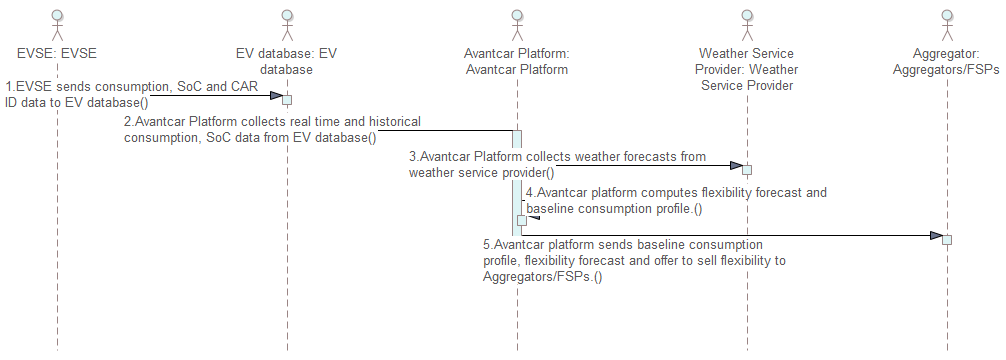 EVSE: EVSE
EV database: EV
database
Avantcar Platform:
Avantcar Platform
Weather Service
Provider: Weather
Service Provider
Aggregator:
Aggregators/FSPs
1.EVSE sends consumption, SoC and CAR
ID data to EV database()
2.Avantcar Platform collects real time and historical
consumption, SoC data from EV database()
3.Avantcar Platform collects weather forecasts from
weather service provider()
4.Avantcar platform computes flexibility forecast and
baseline consumption profile.()
5.Avantcar platform sends baseline consumption
profile, flexibility forecast and offer to sell flexibility to
Aggregators/FSPs.()